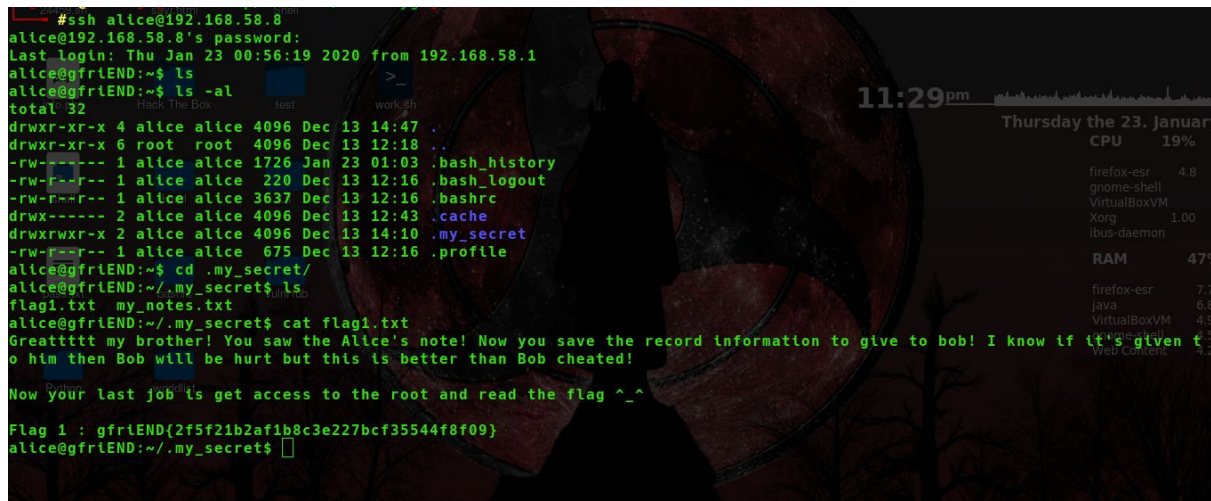 #ssh alice@192.168.58.8
alice@192.168.58.8's password:
Last login: Thu Jan 23 00:56:19 2020 from 192.168.58.1
alice@gfriEND:~$ ls
alice@gfriEND:~$ ls -al
total 32
drwxr-xr-x 4 alice alice 4096 Dec 13 14:47 .
drwxr-xr-x 6 root  root  4096 Dec 13 12:18 ..
-rw------- 1 alice alice 1726 Jan 23 01:03 .bash_history
-rw-r--r-- 1 alice alice  220 Dec 13 12:16 .bash_logout
-rw-r--r-- 1 alice alice 3637 Dec 13 12:16 .bashrc
drwx------ 2 alice alice 4096 Dec 13 12:43 .cache
drwxrwxr-x 2 alice alice 4096 Dec 13 14:10 .my_secret
-rw-r--r-- 1 alice alice  675 Dec 13 12:16 .profile
alice@gfriEND:~$ cd .my_secret/
alice@gfriEND:~/.my_secret$ ls
flag1.txt  my_notes.txt
alice@gfriEND:~/.my_secret$ cat flag1.txt
Greattttt my brother! You saw the Alice's note! Now you save the record information to give to bob! I know if it's given t
o him then Bob will be hurt but this is better than Bob cheated!
Now your last job is get access to the root and read the flag ^_^
Flag 1 : gfriEND{2f5f21b2af1b8c3e227bcf35544f8f09}
alice@gfriEND:~/.my_secret$
Hack The Box
test
work.sh
Python
wordlist
11:29pm
Thursday the 23. Januar
CPU 19%
firefox-esr 4.8
gnome-shell
VirtualBoxVM
Xorg 1.00
ibus-daemon
RAM 47%
firefox-esr 7.7
java 6.8
VirtualBoxVM 4.9
gnome-shell
Web Content 4.2